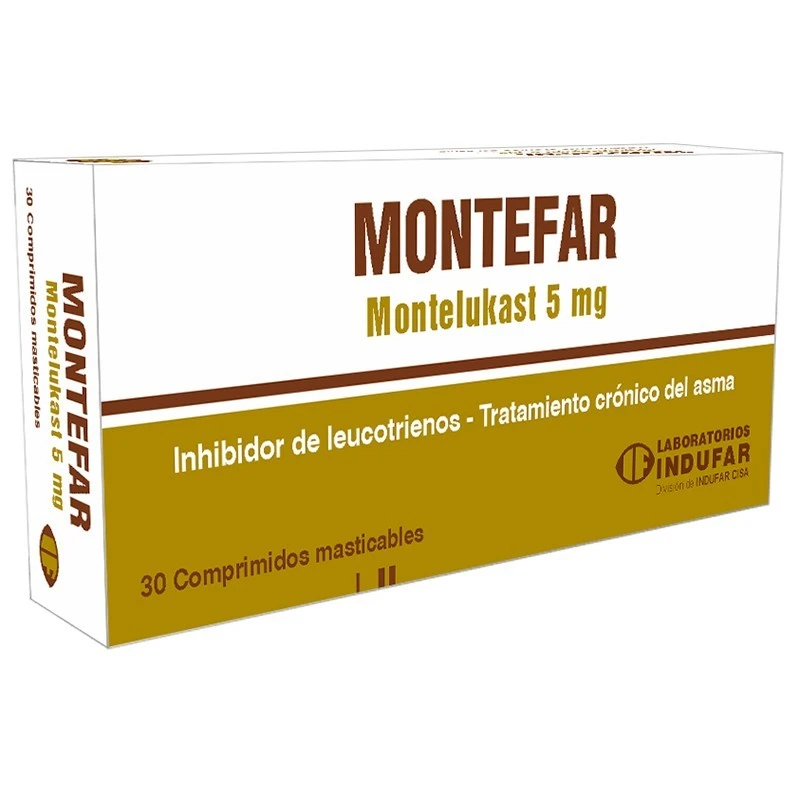 MONTEFAR
Montelukast 5 mg
Inhibidor de leucotrienos - Tratamiento crónico del asma
LABORATORIOS
INDUFAR
División de INDUFAR CISA
30 Comprimidos masticables
MONTEFAR
Montelukast 5 mg
30 Comprimidos masticables